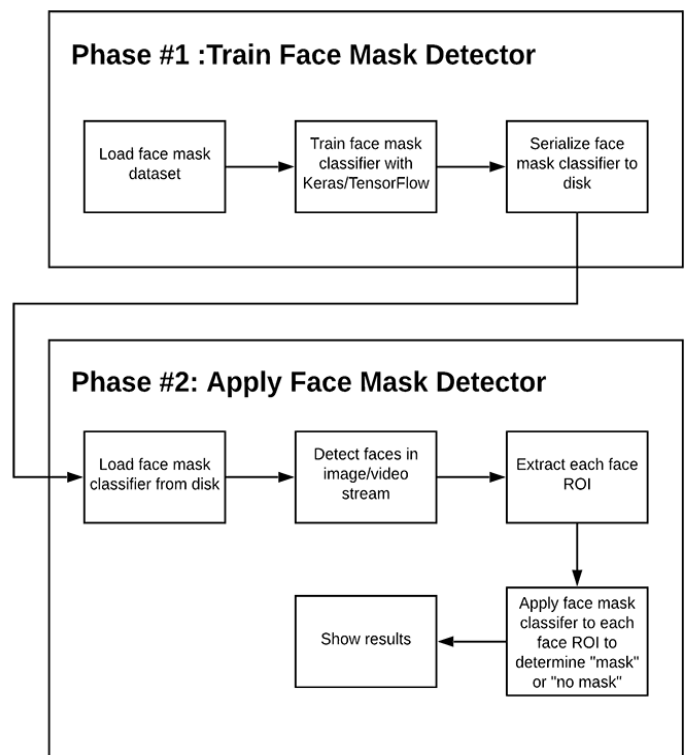 Phase #1 :Train Face Mask Detector
Load face mask
dataset
Train face mask
classifier with
Keras/TensorFlow
Serialize face
mask classifier to
disk
Phase #2: Apply Face Mask Detector
Load face mask
classifier from disk
Detect faces in
image/video
stream
Extract each face
ROI
Apply face mask
classifer to each
face ROI to
determine "mask"
or "no mask"
Show results